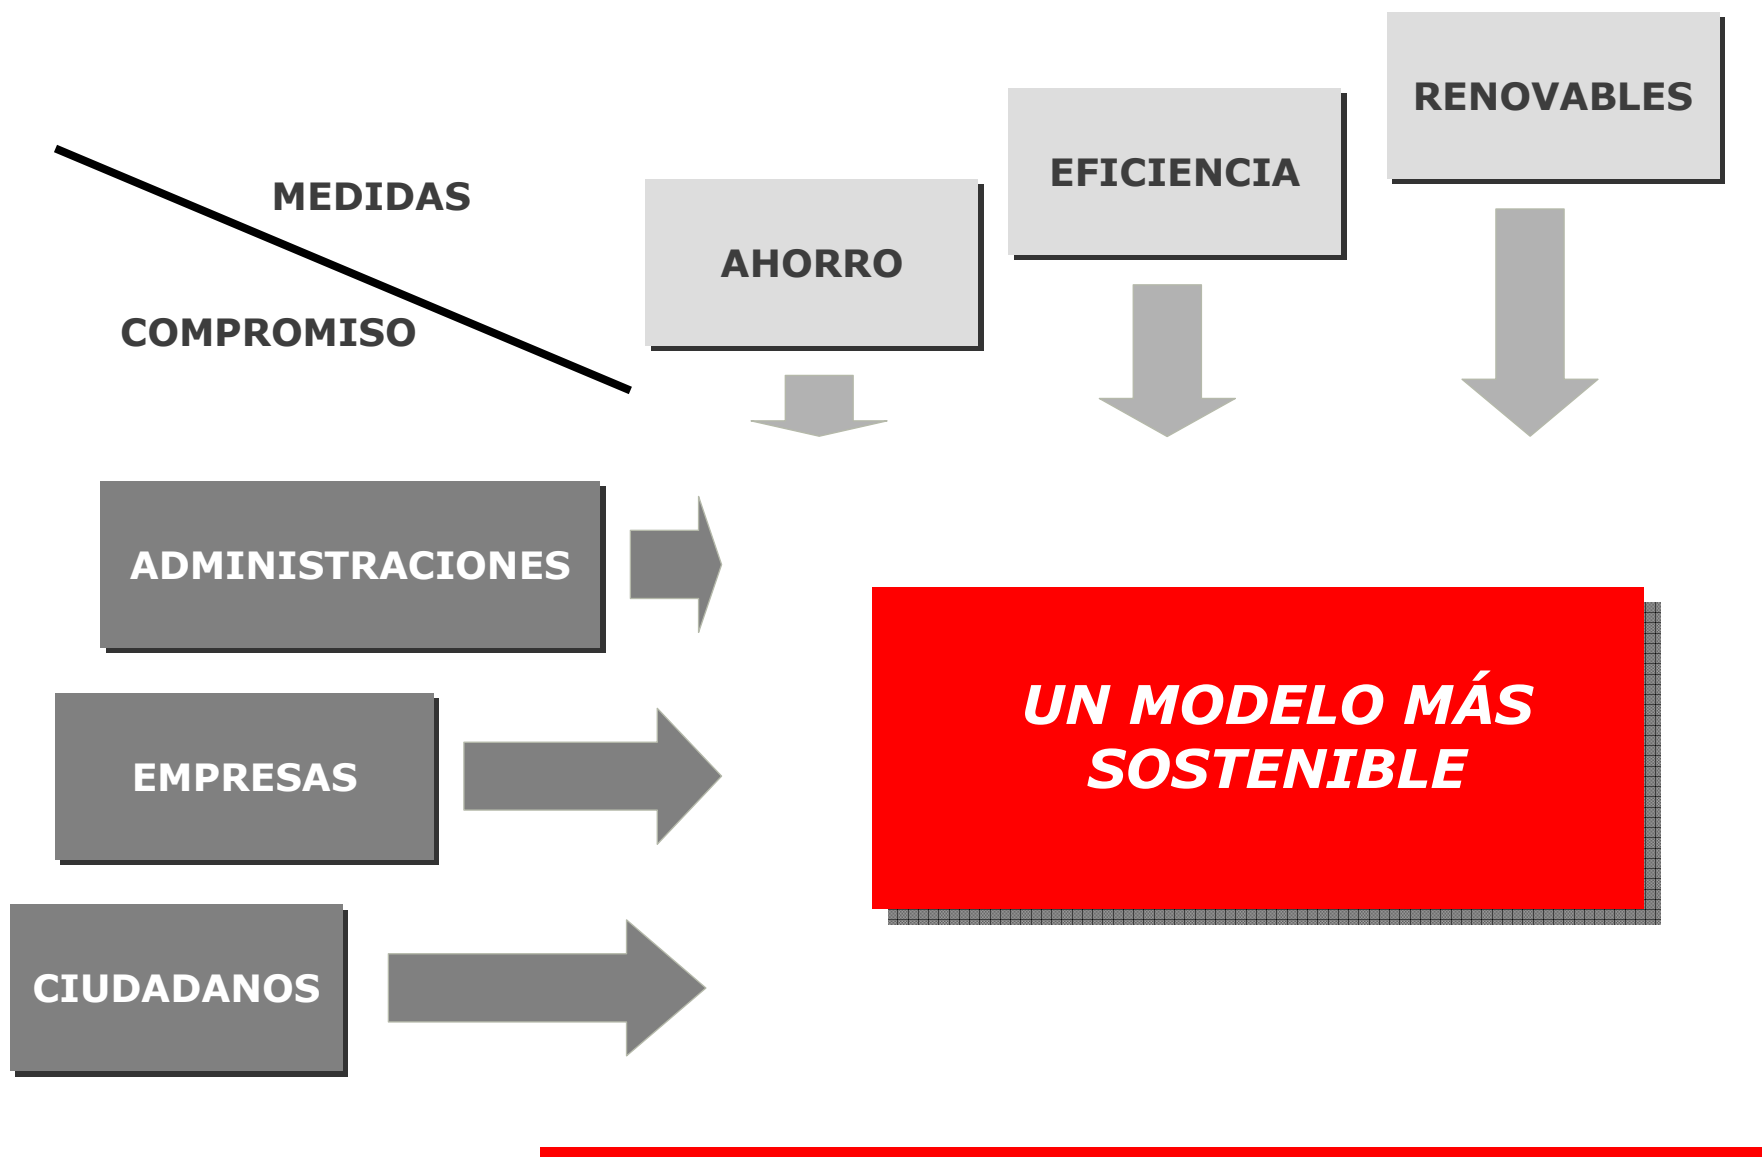 RENOVABLES
EFICIENCIA
MEDIDAS
AHORRO
COMPROMISO
ADMINISTRACIONES
UN MODELO MÁS
SOSTENIBLE
EMPRESAS
CIUDADANOS